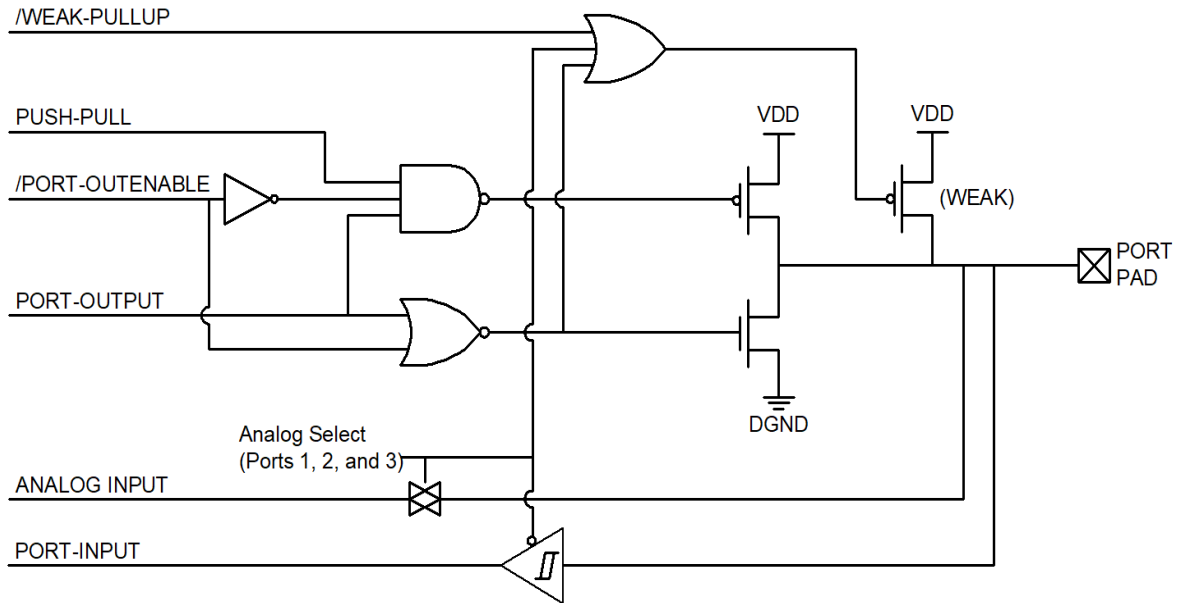 /WEAK-PULLUP
PUSH-PULL
VDD
VDD
/PORT-OUTENABLE
(WEAK)
PORT
PAD
PORT-OUTPUT
DGND
Analog Select
(Ports 1, 2, and 3)
ANALOG INPUT
PORT-INPUT